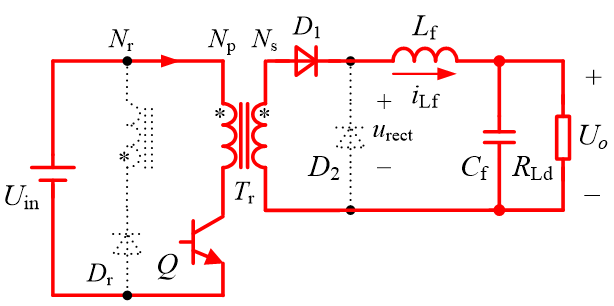 Nr Np Ns D1 Lf
+
* * *
+ iLf
urect Uo
Uin Tr D2 − Cf RLd
−
Dr Q